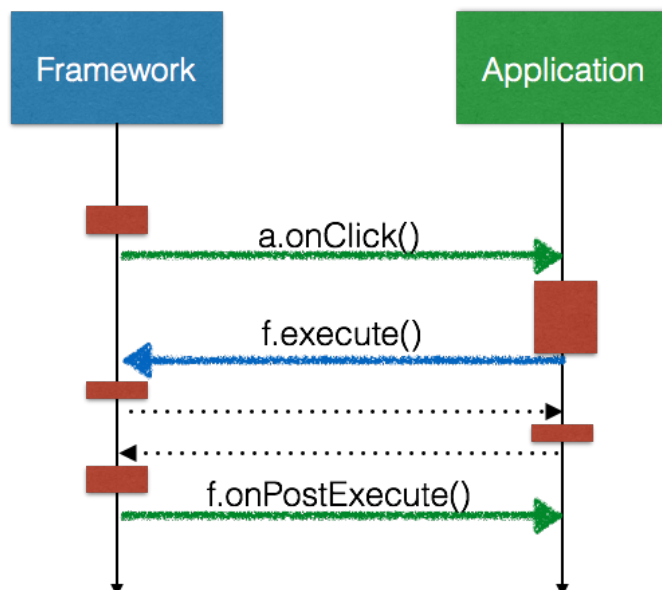 Framework
Application
a.onClick()
f.execute()
f.onPostExecute()